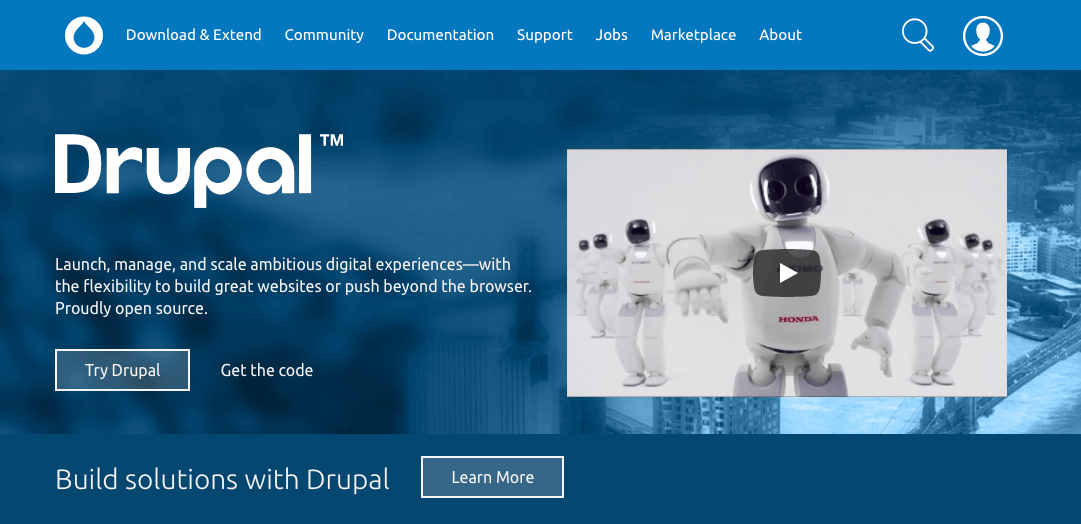 Download & Extend Community Documentation Support Jobs Marketplace About
Drupal™
Launch, manage, and scale ambitious digital experiences—with
the flexibility to build great websites or push beyond the browser.
Proudly open source.
Try Drupal Get the code
HONDA
Build solutions with Drupal Learn More